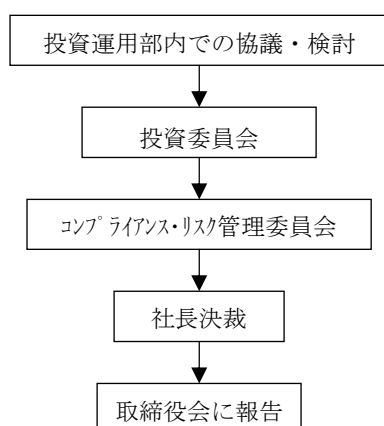 投資運用部内での協議・検討
投資委員会
ｺﾝﾌﾟﾗｲｱﾝｽ・ﾘｽｸ管理委員会
社長決裁
取締役会に報告